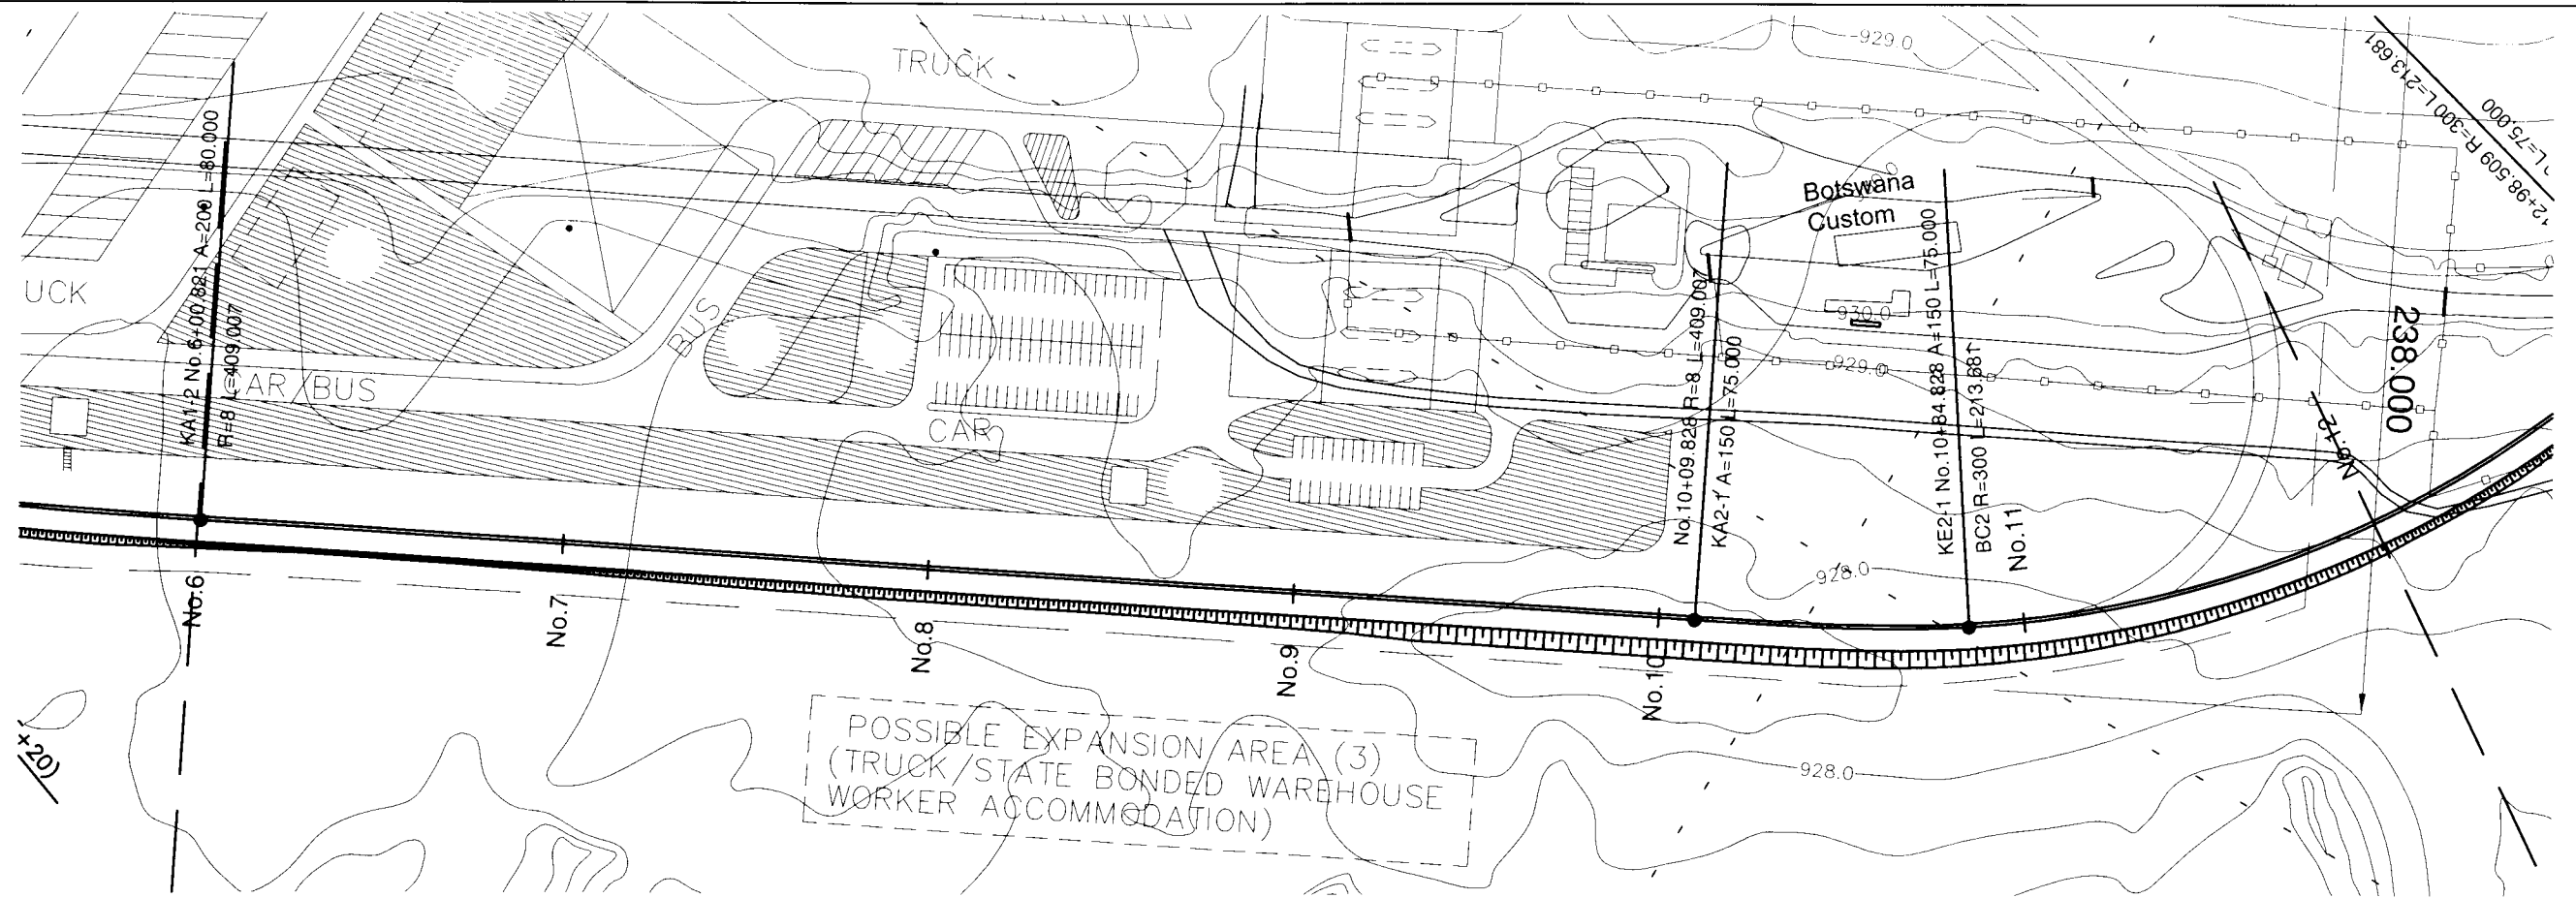 TRUCK
929.0
12+98.509 R=300 L=213.681
L=75.000
Botswana
Custom
UCK
KA1-2 No.6+00.821 A=200 L=80.000
R=8 L=409.007
CAR/BUS
BUS
CAR
No.10+09.828 R=8 L=409.007
KA2-1 A=150 L=75.000
930.0
929.0
KE2-1 No.10+84.828 A=150 L=75.000
BC2 R=300 L=213.681
238.000
No.12
No.6
No.7
No.8
No.9
No.10
No.11
928.0
928.0
POSSIBLE EXPANSION AREA (3)
(TRUCK/STATE BONDED WAREHOUSE
WORKER ACCOMMODATION)
×20)